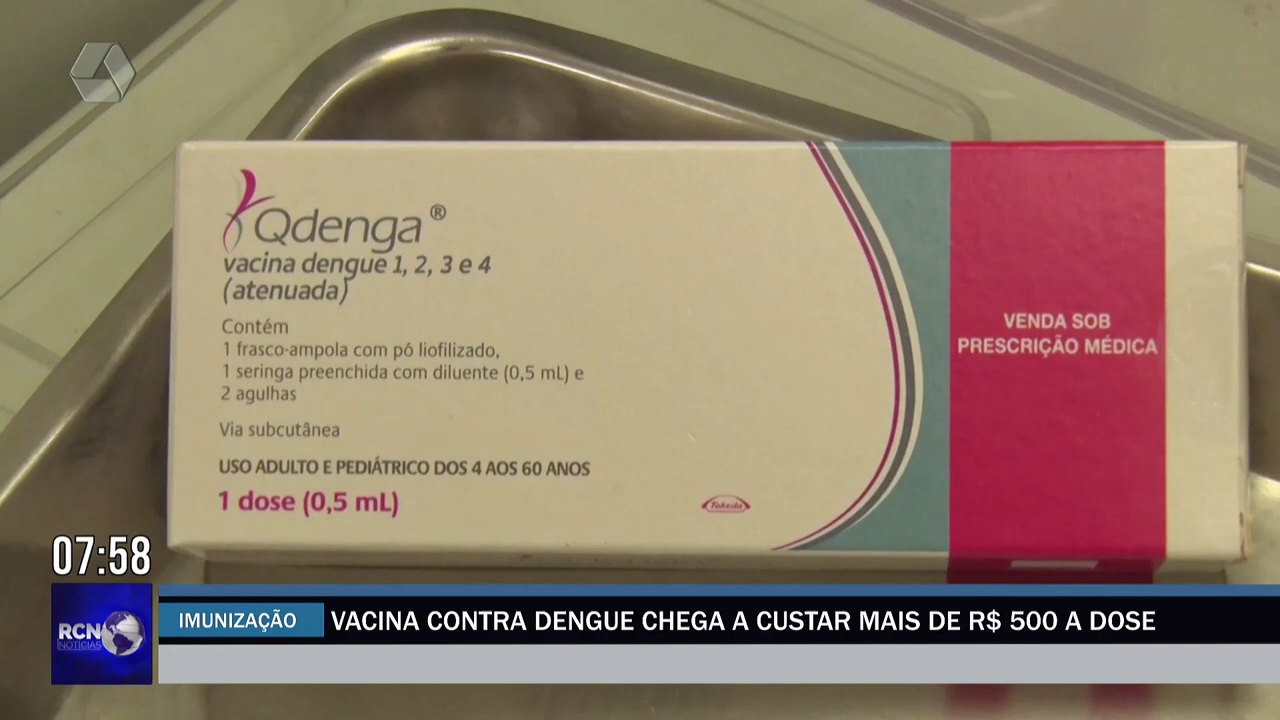 Qdenga®
vacina dengue 1, 2, 3 e 4
(atenuada)
Contém
1 frasco-ampola com pó liofilizado,
1 seringa preenchida com diluente (0,5 mL) e
2 agulhas
Via subcutânea
USO ADULTO E PEDIÁTRICO DOS 4 AOS 60 ANOS
1 dose (0,5 mL)
Takeda
VENDA SOB
PRESCRIÇÃO MÉDICA
07:58
RCN
NOTÍCIAS
IMUNIZAÇÃO
VACINA CONTRA DENGUE CHEGA A CUSTAR MAIS DE R$ 500 A DOSE